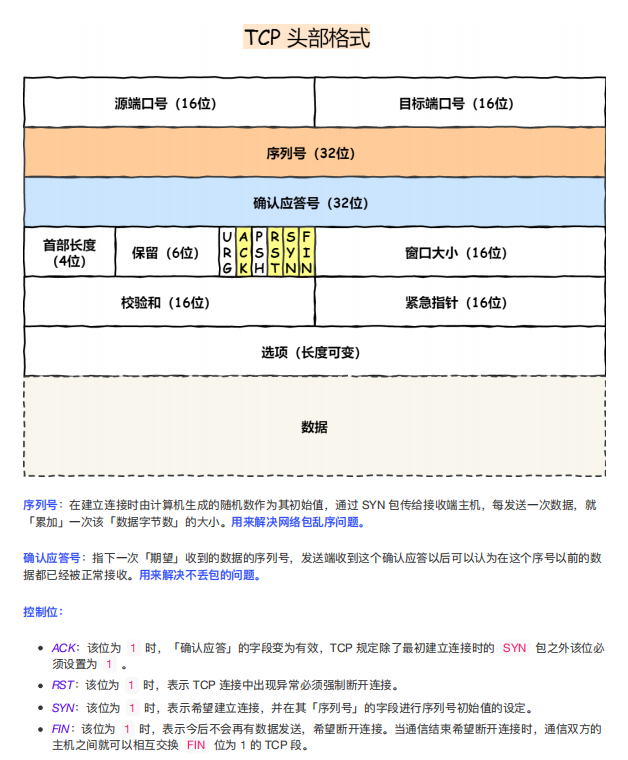 TCP 头部格式
源端口号（16位） 目标端口号（16位）
序列号（32位）
确认应答号（32位）
首部长度
（4位）
保留（6位）
URG ACK PSH RST SYN FIN
窗口大小（16位）
校验和（16位） 紧急指针（16位）
选项（长度可变）
数据
序列号：在建立连接时由计算机生成的随机数作为其初始值，通过 SYN 包传给接收端主机，每发送一次数据，就
「累加」一次该「数据字节数」的大小。用来解决网络包乱序问题。
确认应答号：指下一次「期望」收到的数据的序列号，发送端收到这个确认应答以后可以认为在这个序号以前的数
据都已经被正常接收。用来解决不丢包的问题。
控制位：
• ACK：该位为 1 时，「确认应答」的字段变为有效，TCP 规定除了最初建立连接时的 SYN 包之外该位必
须设置为 1 。
• RST：该位为 1 时，表示 TCP 连接中出现异常必须强制断开连接。
• SYN：该位为 1 时，表示希望建立连接，并在其「序列号」的字段进行序列号初始值的设定。
• FIN：该位为 1 时，表示今后不会再有数据发送，希望断开连接。当通信结束希望断开连接时，通信双方的
主机之间就可以相互交换 FIN 位为 1 的 TCP 段。